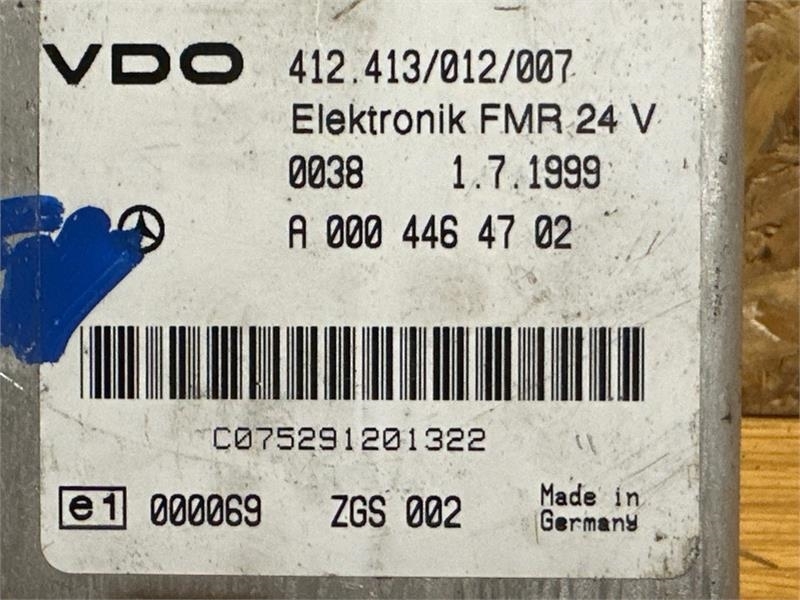 VDO 412.413/012/007
Elektronik FMR 24 V
0038 1.7.1999
A 000 446 47 02
C075291201322
e1 000069 ZGS 002 Made in
Germany